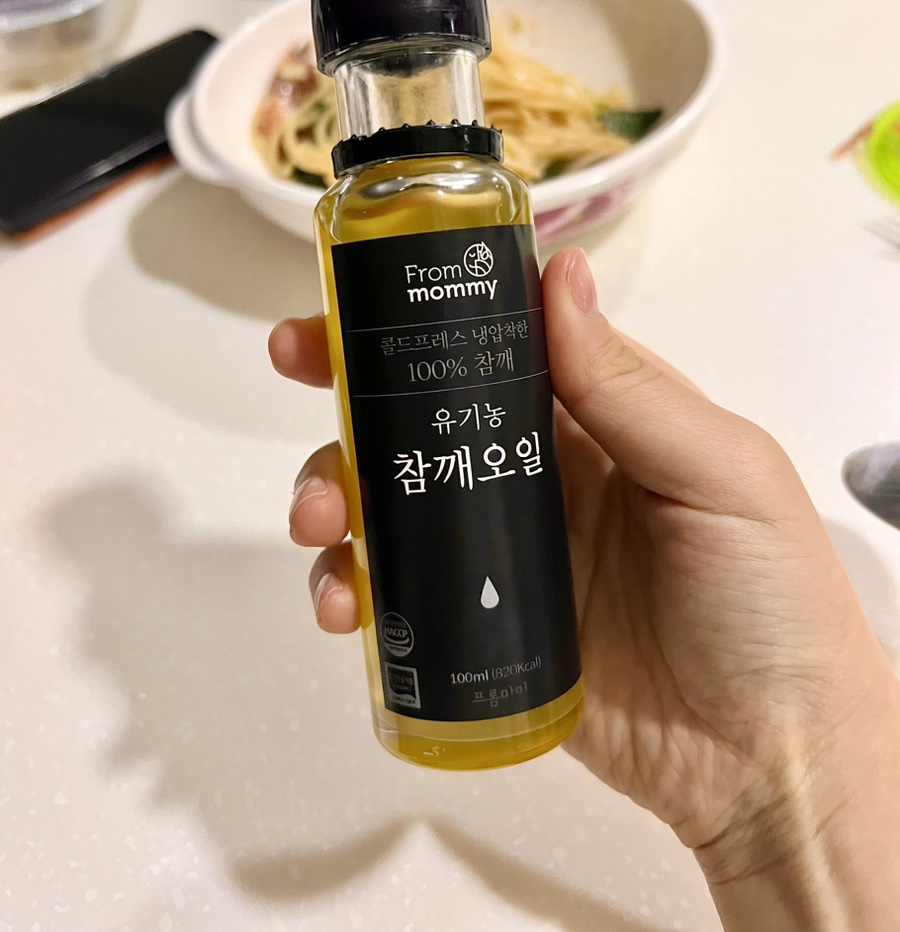 From
mommy
콜드프레스 냉압착한
100% 참깨
유기농
참깨오일
HACCP
100ml (820Kcal)
프롬마미